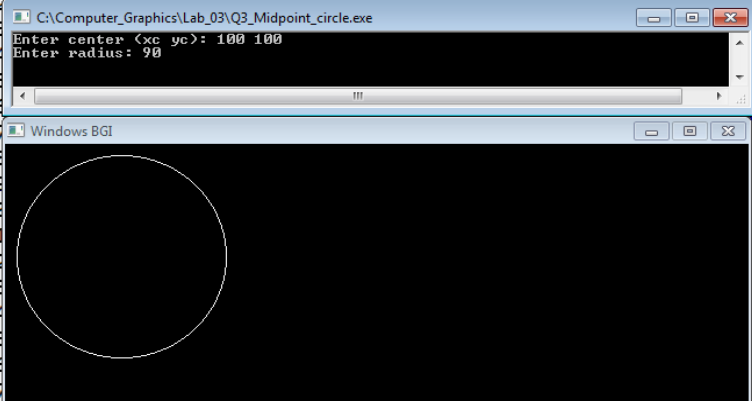 C:\Computer_Graphics\Lab_03\Q3_Midpoint_circle.exe
Enter center (xc yc): 100 100
Enter radius: 90
Windows BGI